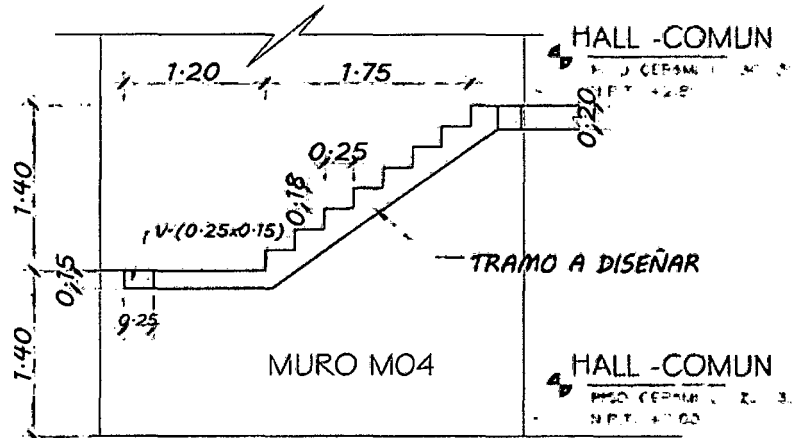 HALL -COMUN
1.20
1.75
0.20
1.40
0.25
0.18
V-(0.25x0.15)
TRAMO A DISEÑAR
0.15
0.25
1.40
MURO M04
HALL -COMUN
N.P.T.